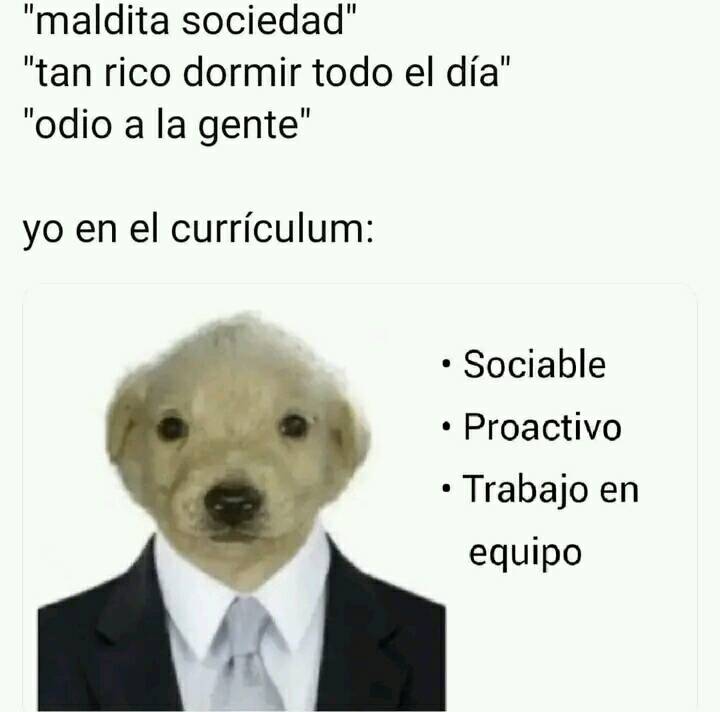 "maldita sociedad"
"tan rico dormir todo el día"
"odio a la gente"
yo en el currículum:
• Sociable
• Proactivo
• Trabajo en
equipo